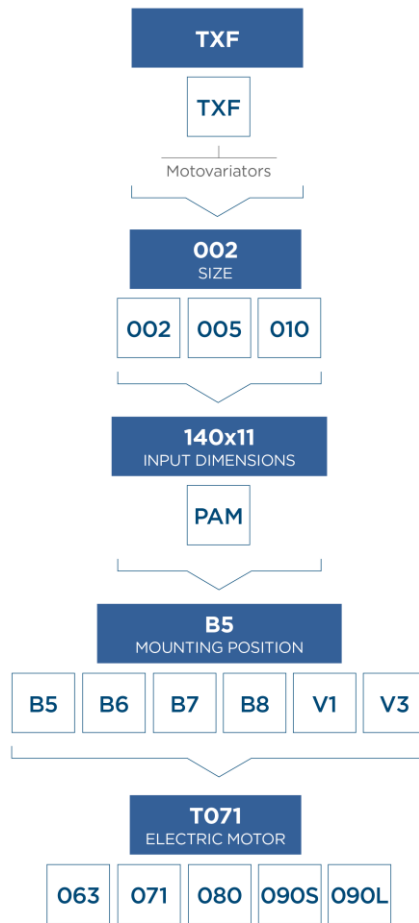 TXF
TXF
Motovariators
002
SIZE
002 005 010
140x11
INPUT DIMENSIONS
PAM
B5
MOUNTING POSITION
B5 B6 B7 B8 V1 V3
T071
ELECTRIC MOTOR
063 071 080 090S 090L